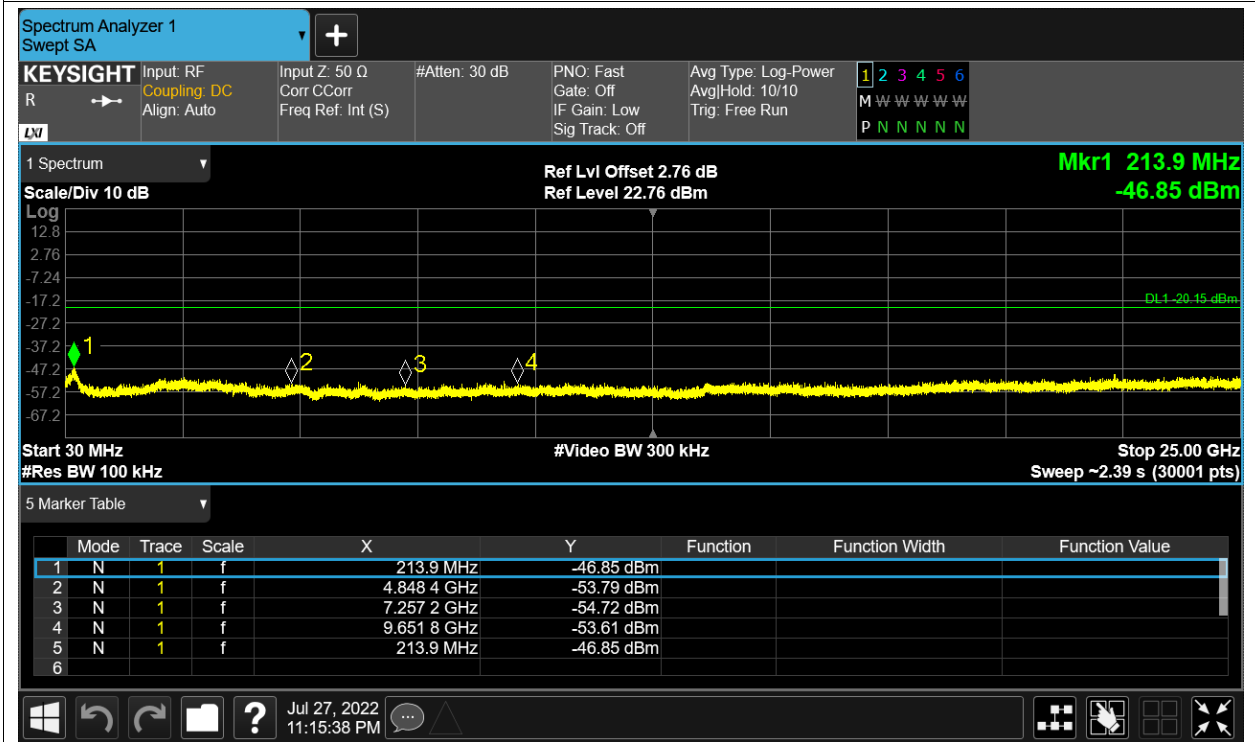 Spectrum Analyzer 1
Swept SA
+
KEYSIGHT
R
LXI
Input: RF
Coupling: DC
Align: Auto
Input Z: 50 Ω
Corr CCorr
Freq Ref: Int (S)
#Atten: 30 dB
PNO: Fast
Gate: Off
IF Gain: Low
Sig Track: Off
Avg Type: Log-Power
Avg|Hold: 10/10
Trig: Free Run
1 2 3 4 5 6
M W W W W W
P N N N N N
1 Spectrum
Scale/Div 10 dB
Ref Lvl Offset 2.76 dB
Ref Level 22.76 dBm
Mkr1 213.9 MHz
-46.85 dBm
Log
12.8
2.76
-7.24
-17.2
-27.2
-37.2
-47.2
-57.2
-67.2
DL1 -20.15 dBm
1
2
3
4
Start 30 MHz
#Res BW 100 kHz
#Video BW 300 kHz
Stop 25.00 GHz
Sweep ~2.39 s (30001 pts)
5 Marker Table
Mode Trace Scale X Y Function Function Width Function Value
1 N 1 f 213.9 MHz -46.85 dBm
2 N 1 f 4.848 4 GHz -53.79 dBm
3 N 1 f 7.257 2 GHz -54.72 dBm
4 N 1 f 9.651 8 GHz -53.61 dBm
5 N 1 f 213.9 MHz -46.85 dBm
6
?
Jul 27, 2022
11:15:38 PM